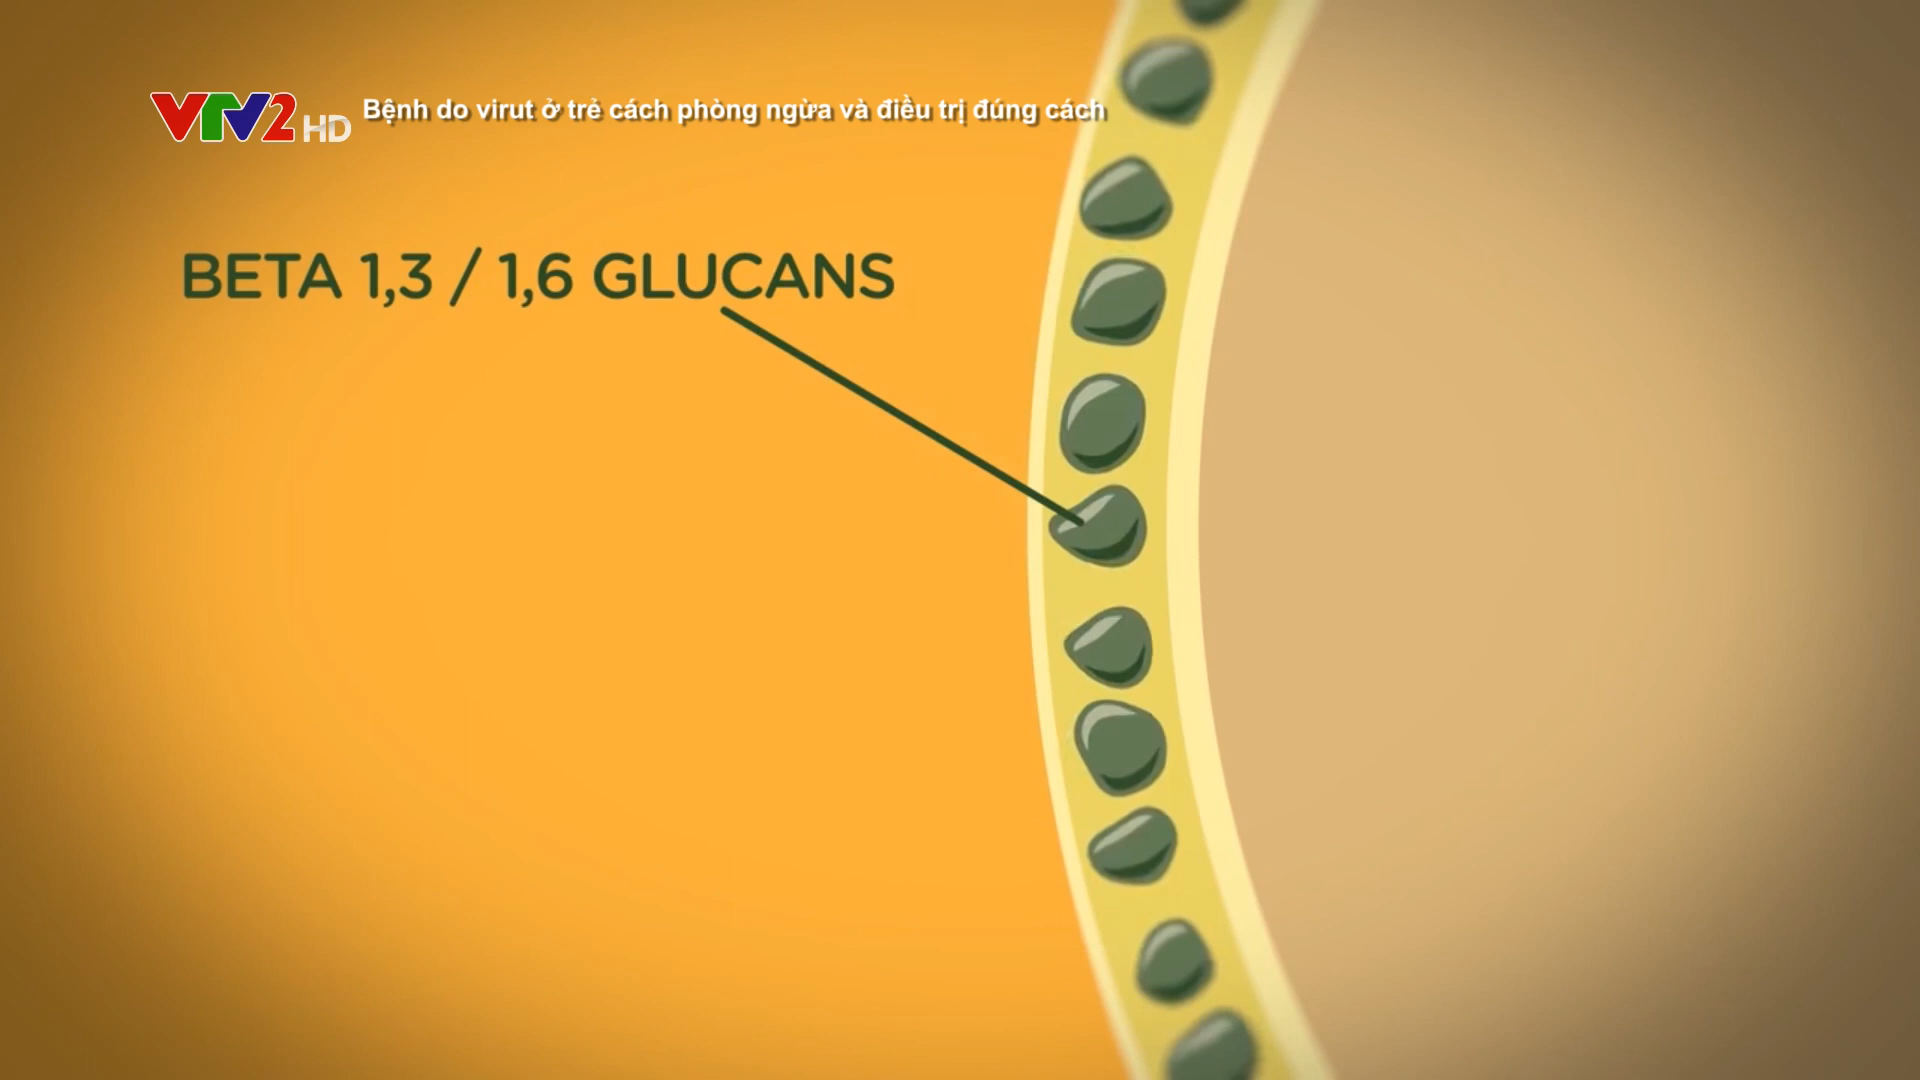 VTV2 HD
Bệnh do virut ở trẻ cách phòng ngừa và điều trị đúng cách
BETA 1,3 / 1,6 GLUCANS